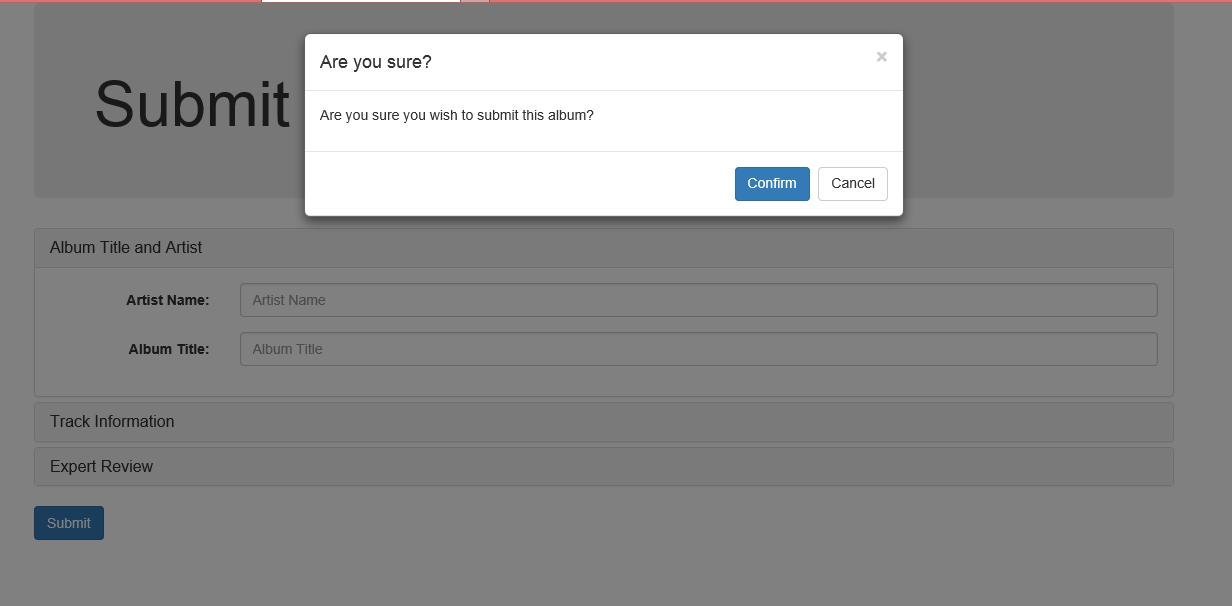 Are you sure?
×
Are you sure you wish to submit this album?
Confirm Cancel
Submit
Album Title and Artist
Artist Name: Artist Name
Album Title: Album Title
Track Information
Expert Review
Submit